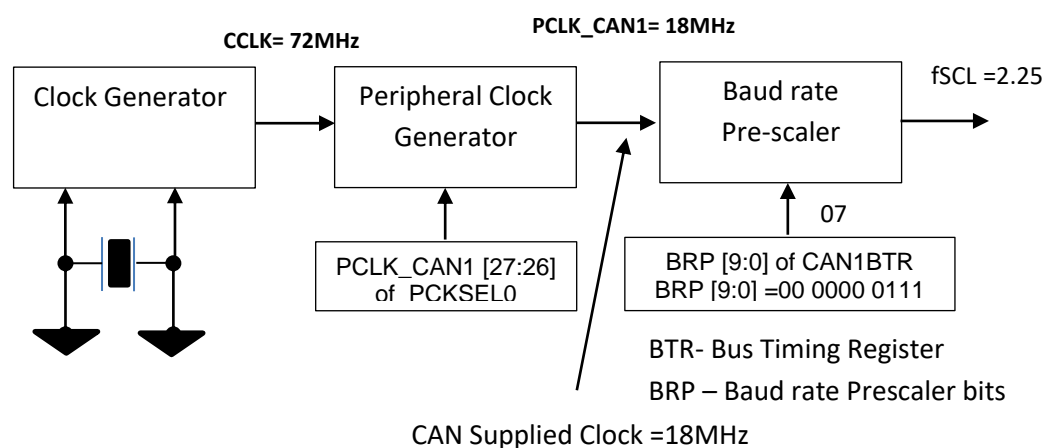 CCLK= 72MHz
PCLK_CAN1= 18MHz
Clock Generator
Peripheral Clock
Generator
Baud rate
Pre-scaler
fSCL =2.25
07
PCLK_CAN1 [27:26]
of PCKSEL0
BRP [9:0] of CAN1BTR
BRP [9:0] =00 0000 0111
BTR- Bus Timing Register
BRP – Baud rate Prescaler bits
CAN Supplied Clock =18MHz